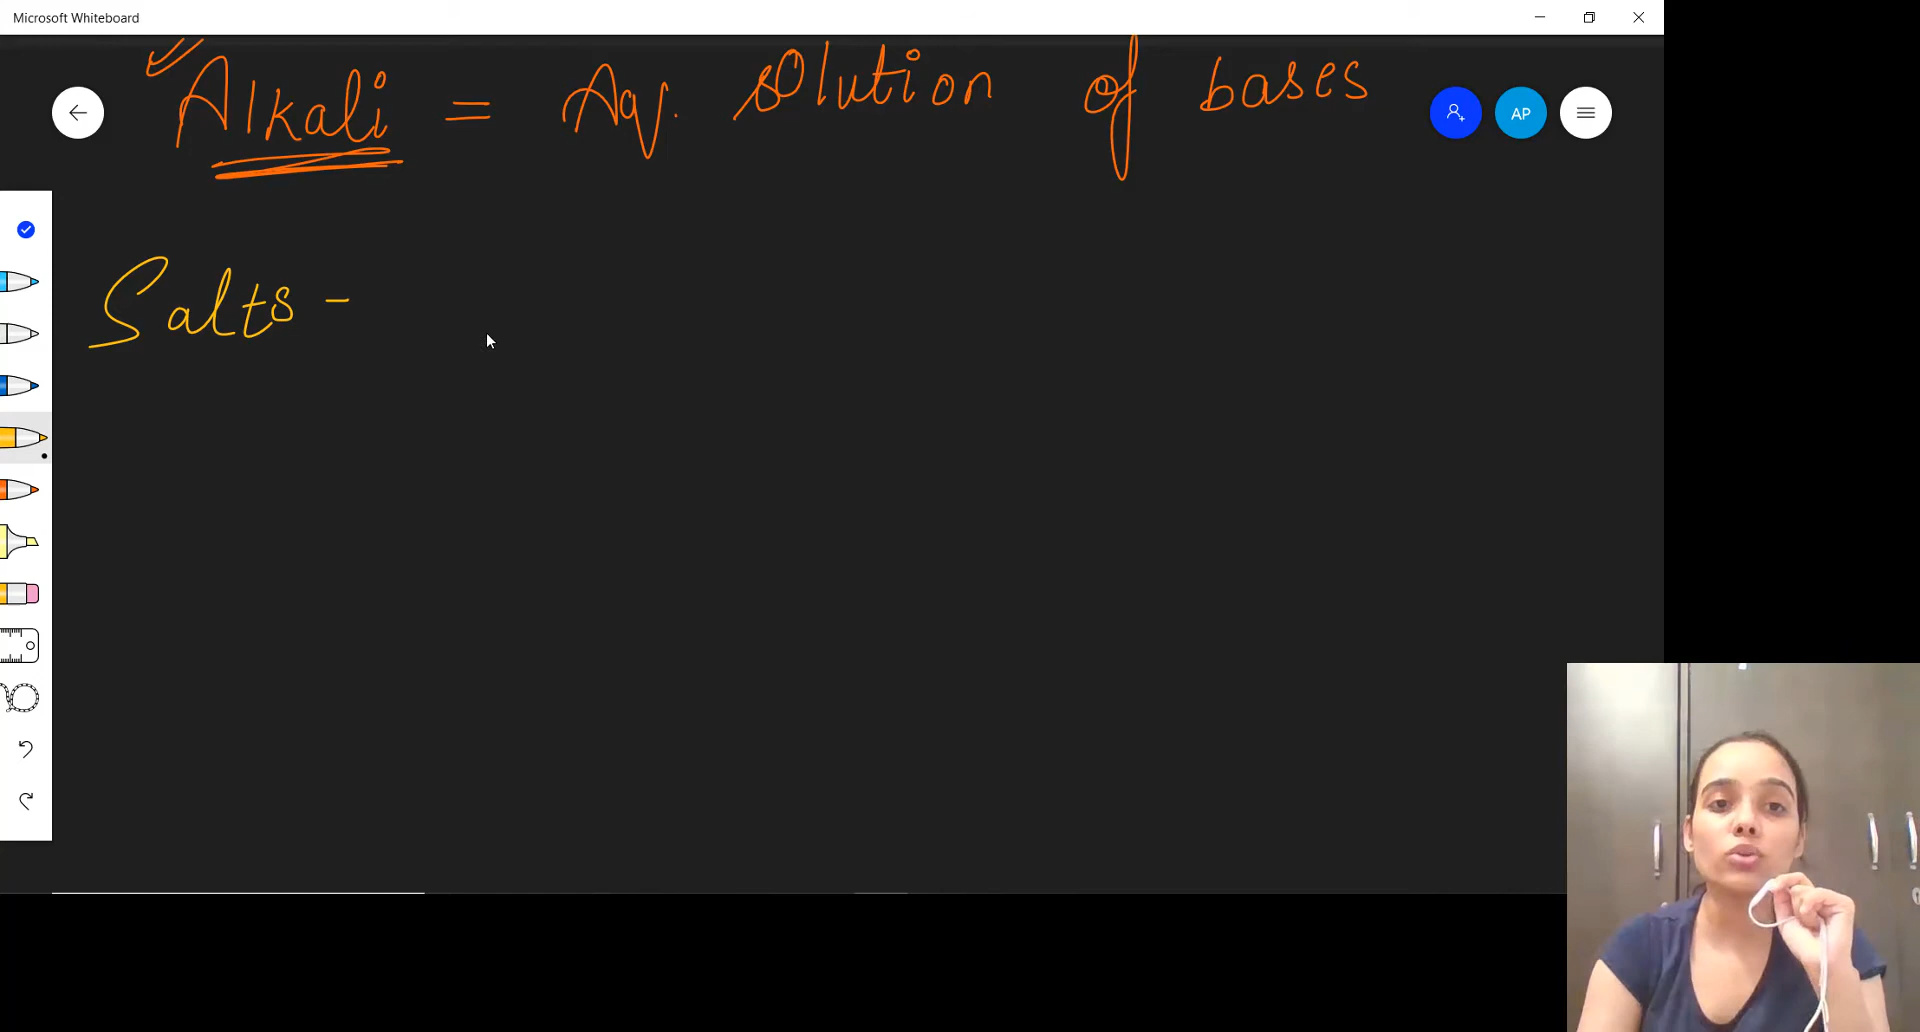 Microsoft Whiteboard
Alkali = Aq. solution of bases
AP
Salts -